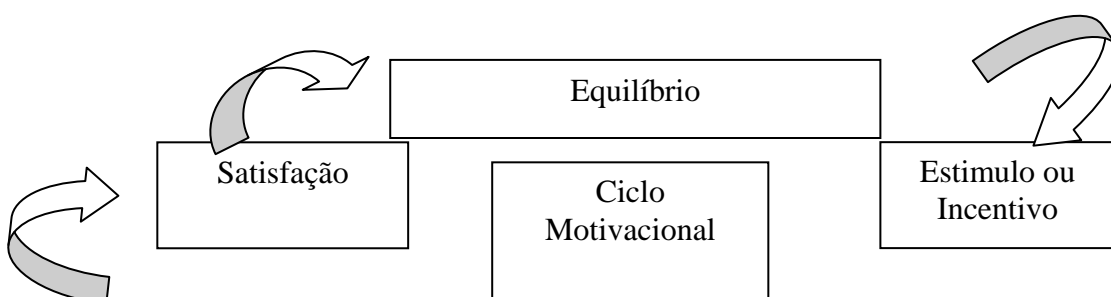 Equilíbrio
Satisfação
Ciclo
Motivacional
Estimulo ou
Incentivo